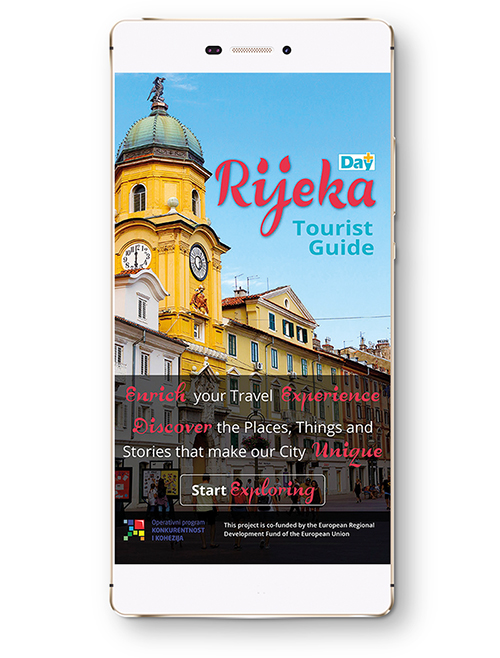 Day+
Rijeka
Tourist
Guide
Enrich your Travel Experience
Discover the Places, Things and
Stories that make our City Unique
Start Exploring
Operativni program
KONKURENTNOST
I KOHEZIJA
This project is co-funded by the European Regional
Development Fund of the European Union